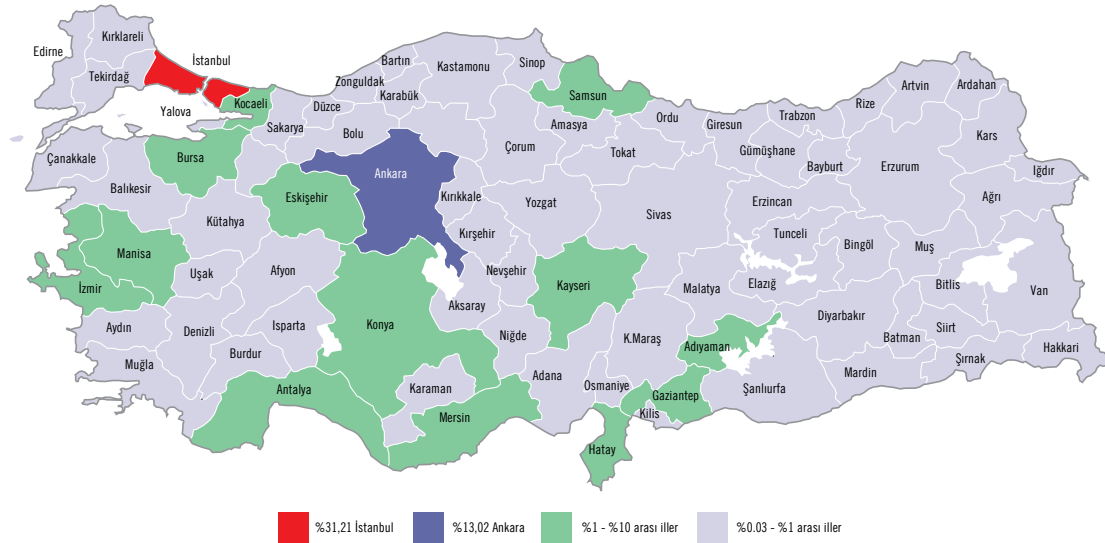 Kırklareli
Edirne
İstanbul
Tekirdağ
Kocaeli
Yalova
Sakarya
Düzce
Zonguldak
Bartın
Karabük
Kastamonu
Sinop
Samsun
Bolu
Çorum
Amasya
Tokat
Ordu
Giresun
Trabzon
Rize
Artvin
Ardahan
Kars
Gümüşhane
Bayburt
Erzurum
Iğdır
Ağrı
Çanakkale
Bursa
Balıkesir
Eskişehir
Ankara
Kırıkkale
Yozgat
Sivas
Erzincan
Tunceli
Bingöl
Muş
Kütahya
Kırşehir
Manisa
Uşak
Afyon
Nevşehir
Kayseri
Malatya
Elazığ
Bitlis
Van
İzmir
Aksaray
Aydın
Denizli
Isparta
Konya
Niğde
K.Maraş
Adıyaman
Diyarbakır
Batman
Siirt
Hakkari
Şırnak
Muğla
Burdur
Antalya
Karaman
Mersin
Adana
Osmaniye
Gaziantep
Kilis
Şanlıurfa
Mardin
Hatay
%31,21 İstanbul
%13,02 Ankara
%1 - %10 arası iller
%0.03 - %1 arası iller